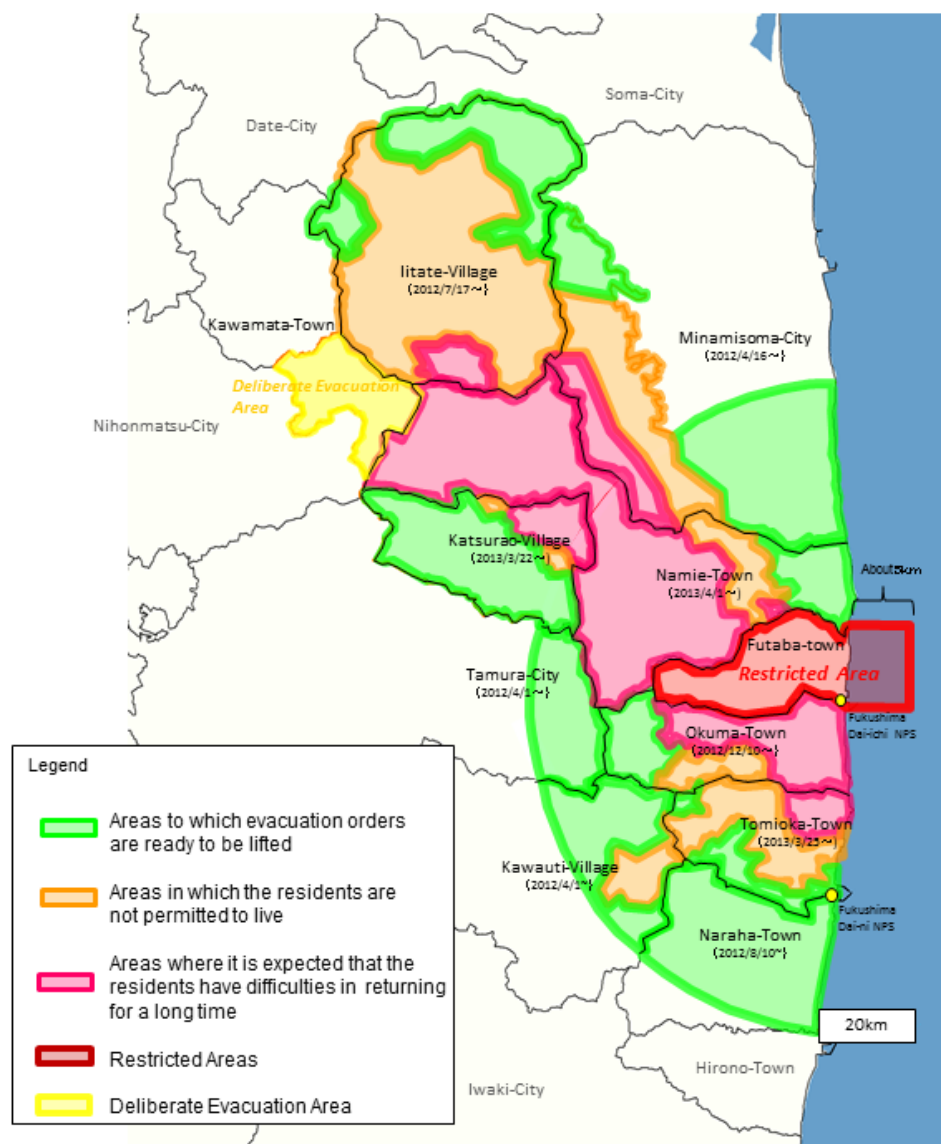 Soma-City
Date-City
Iitate-Village
(2012/7/17~}
Kawamata-Town
Minamisoma-City
(2012/4/16~}
Deliberate Evacuation
Area
Nihonmatsu-City
Katsurao-Village
(2013/3/22~)
Namie-Town
(2013/4/1~)
About5km
Futaba-town
Restricted Area
Tamura-City
(2012/4/1~}
Fukushima
Dai-ichi NPS
Okuma-Town
(2012/12/10~}
Tomioka-Town
(2013/3/25~)
Kawauti-Village
(2012/4/1~}
Fukushima
Dai-ni NPS
Naraha-Town
(2012/8/10~}
20km
Hirono-Town
Iwaki-City
Legend
Areas to which evacuation orders
are ready to be lifted
Areas in which the residents are
not permitted to live
Areas where it is expected that the
residents have difficulties in returning
for a long time
Restricted Areas
Deliberate Evacuation Area